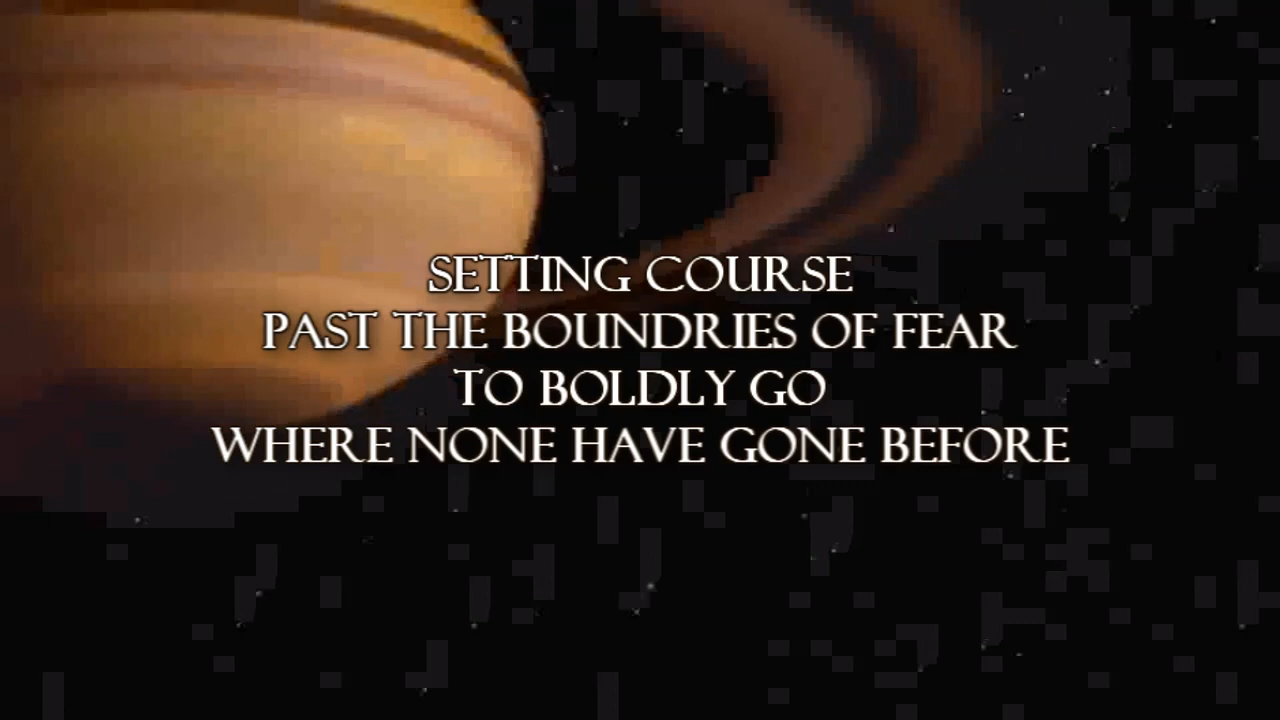 SETTING COURSE
PAST THE BOUNDRIES OF FEAR
TO BOLDLY GO
WHERE NONE HAVE GONE BEFORE